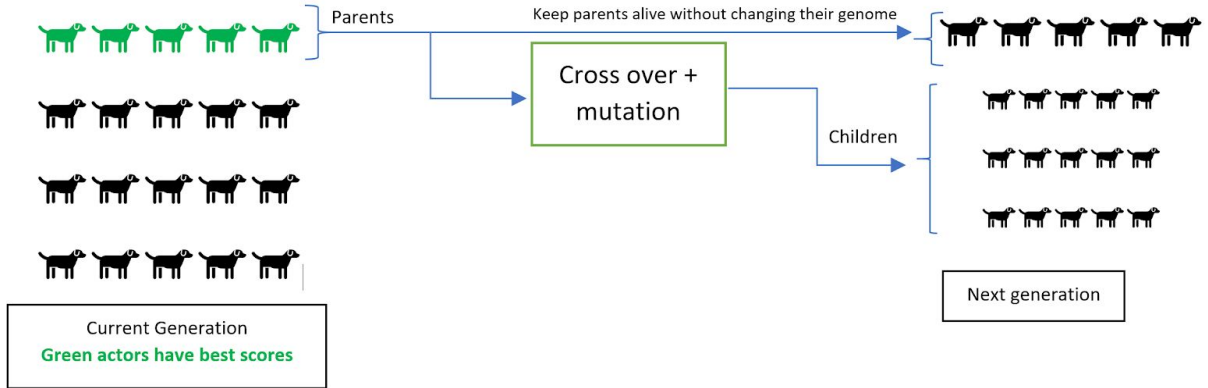 Parents
Keep parents alive without changing their genome
Cross over +
mutation
Children
Next generation
Current Generation
Green actors have best scores